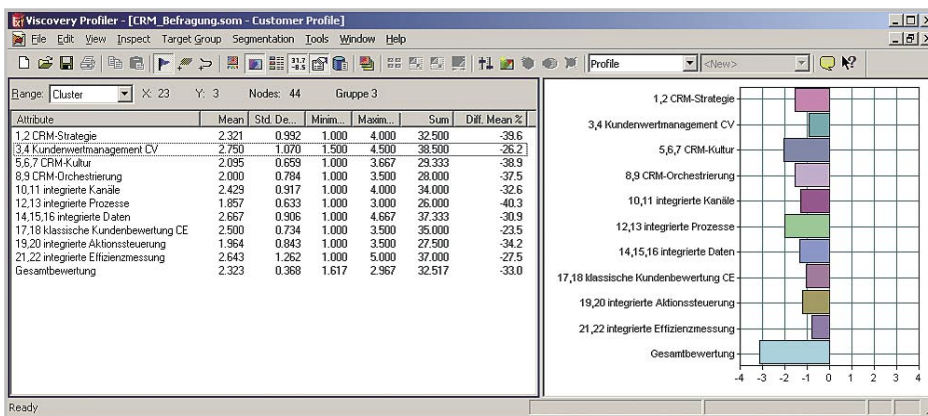 Viscovery Profiler - [CRM_Befragung.som - Customer Profile]
File Edit View Inspect Target Group Segmentation Tools Window Help
Profile <New>
Range: Cluster X: 23 Y: 3 Nodes: 44 Gruppe 3
Attribute Mean Std. De... Minim... Maxim... Sum Diff. Mean %
1,2 CRM-Strategie 2.321 0.992 1.000 4.000 32.500 -39.6
3,4 Kundenwertmanagement CV 2.750 1.070 1.500 4.500 38.500 -26.2
5,6,7 CRM-Kultur 2.095 0.659 1.000 3.667 29.333 -38.9
8,9 CRM-Orchestrierung 2.000 0.784 1.000 3.500 28.000 -37.5
10,11 integrierte Kanäle 2.429 0.917 1.000 4.000 34.000 -32.6
12,13 integrierte Prozesse 1.857 0.633 1.000 3.000 26.000 -40.3
14,15,16 integrierte Daten 2.667 0.906 1.000 4.667 37.333 -30.9
17,18 klassische Kundenbewertung CE 2.500 0.734 1.000 3.500 35.000 -23.5
19,20 integrierte Aktionssteuerung 1.964 0.843 1.000 3.500 27.500 -34.2
21,22 integrierte Effizienzmessung 2.643 1.262 1.000 5.000 37.000 -27.5
Gesamtbewertung 2.323 0.368 1.617 2.967 32.517 -33.0
1,2 CRM-Strategie
3,4 Kundenwertmanagement CV
5,6,7 CRM-Kultur
8,9 CRM-Orchestrierung
10,11 integrierte Kanäle
12,13 integrierte Prozesse
14,15,16 integrierte Daten
17,18 klassische Kundenbewertung CE
19,20 integrierte Aktionssteuerung
21,22 integrierte Effizienzmessung
Gesamtbewertung
-4 -3 -2 -1 0 1 2 3 4
Ready